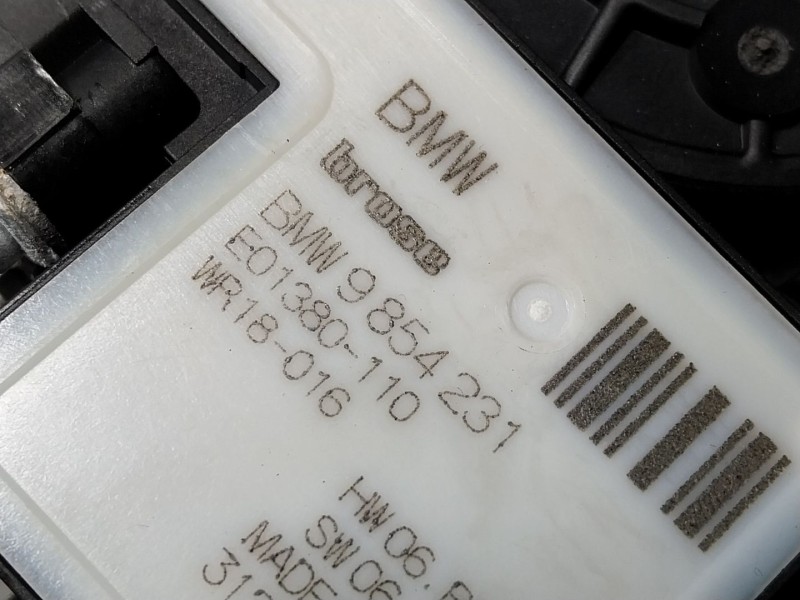 BMW
brose
BMW 9 854 231
E01380-110
WR18-016
HW 06.
SW 06
MADE